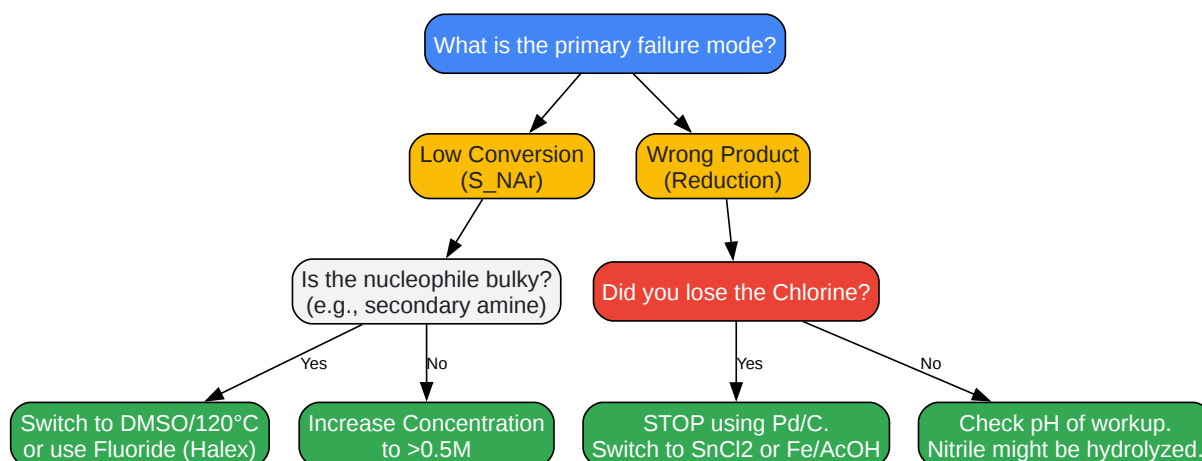 What is the primary failure mode?
Low Conversion
(S_NAr)
Wrong Product
(Reduction)
Is the nucleophile bulky?
(e.g., secondary amine)
Did you lose the Chlorine?
Yes
No
Yes
No
Switch to DMSO/120°C
or use Fluoride (Halex)
Increase Concentration
to >0.5M
STOP using Pd/C.
Switch to SnCl2 or Fe/AcOH
Check pH of workup.
Nitrile might be hydrolyzed.